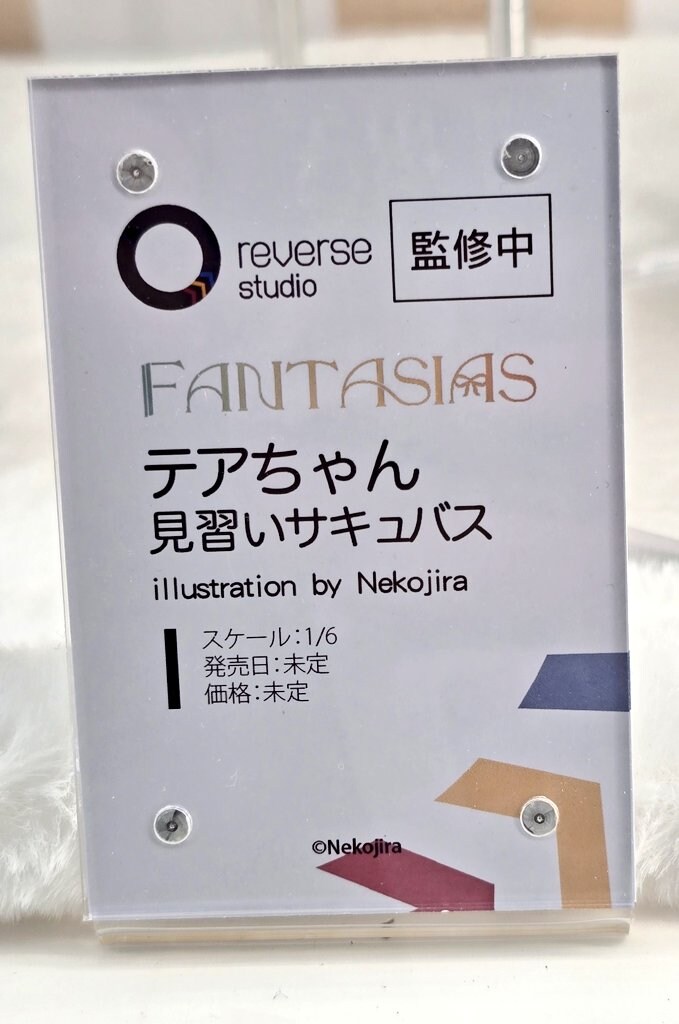 reverse
studio
監修中
FANTASIAS
テアちゃん
見習いサキュバス
illustration by Nekojira
スケール：1/6
発売日：未定
価格：未定
©Nekojira